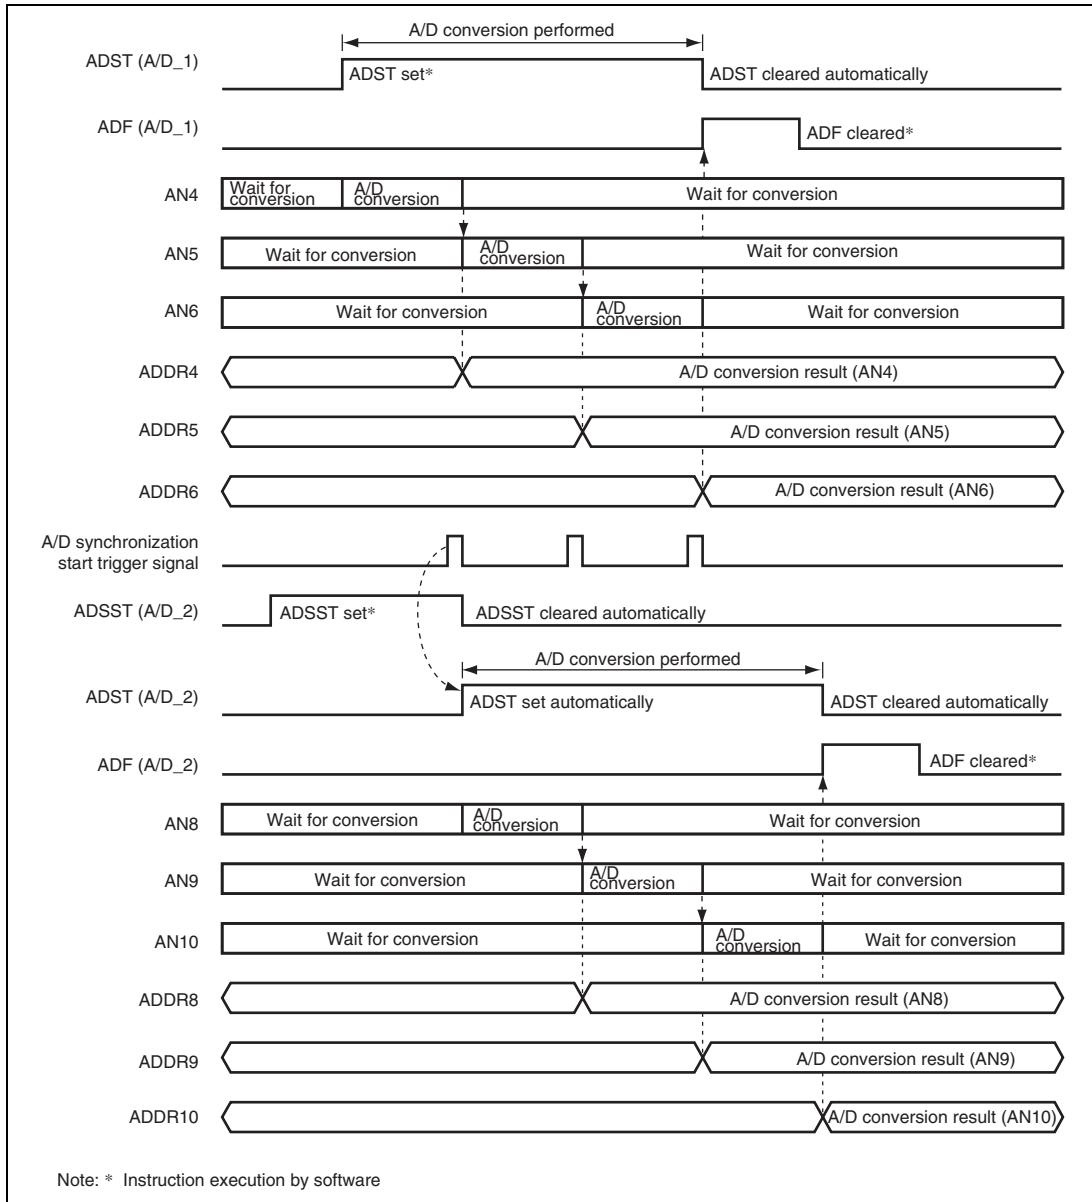 A/D conversion performed
ADST (A/D_1)
ADST set*
ADST cleared automatically
ADF (A/D_1)
ADF cleared*
AN4
Wait for
conversion
A/D
conversion
Wait for conversion
AN5
Wait for conversion
A/D
conversion
Wait for conversion
AN6
Wait for conversion
A/D
conversion
Wait for conversion
ADDR4
A/D conversion result (AN4)
ADDR5
A/D conversion result (AN5)
ADDR6
A/D conversion result (AN6)
A/D synchronization
start trigger signal
ADSST (A/D_2)
ADSST set*
ADSST cleared automatically
A/D conversion performed
ADST (A/D_2)
ADST set automatically
ADST cleared automatically
ADF (A/D_2)
ADF cleared*
AN8
Wait for conversion
A/D
conversion
Wait for conversion
AN9
Wait for conversion
A/D
conversion
Wait for conversion
AN10
Wait for conversion
A/D
conversion
Wait for conversion
ADDR8
A/D conversion result (AN8)
ADDR9
A/D conversion result (AN9)
ADDR10
A/D conversion result (AN10)
Note: * Instruction execution by software